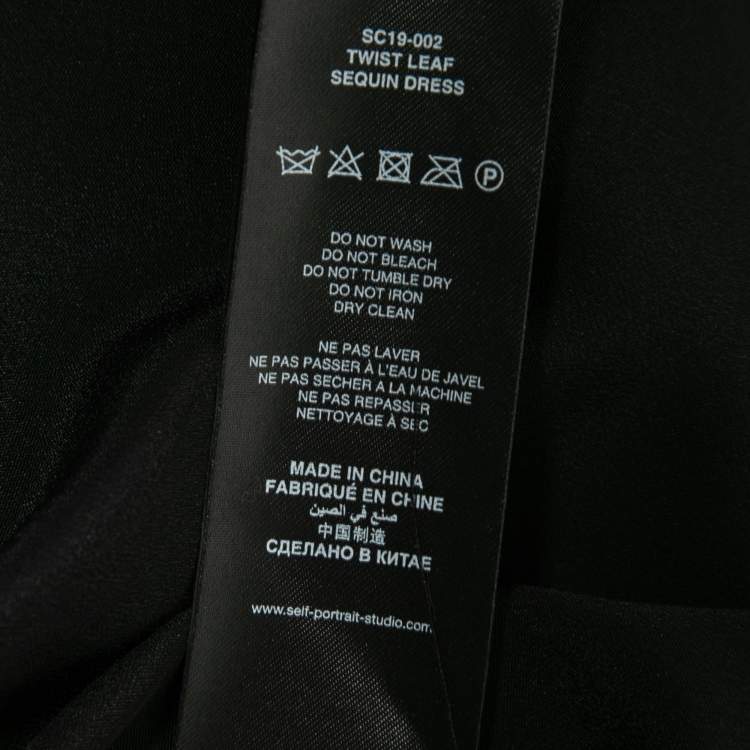 SC19-002
TWIST LEAF
SEQUIN DRESS
P
DO NOT WASH
DO NOT BLEACH
DO NOT TUMBLE DRY
DO NOT IRON
DRY CLEAN
NE PAS LAVER
NE PAS PASSER À L'EAU DE JAVEL
NE PAS SECHER A LA MACHINE
NE PAS REPASSER
NETTOYAGE À SEC
MADE IN CHINA
FABRIQUÉ EN CHINE
صنع في الصين
中国制造
СДЕЛАНО В КИТАЕ
www.self-portrait-studio.com